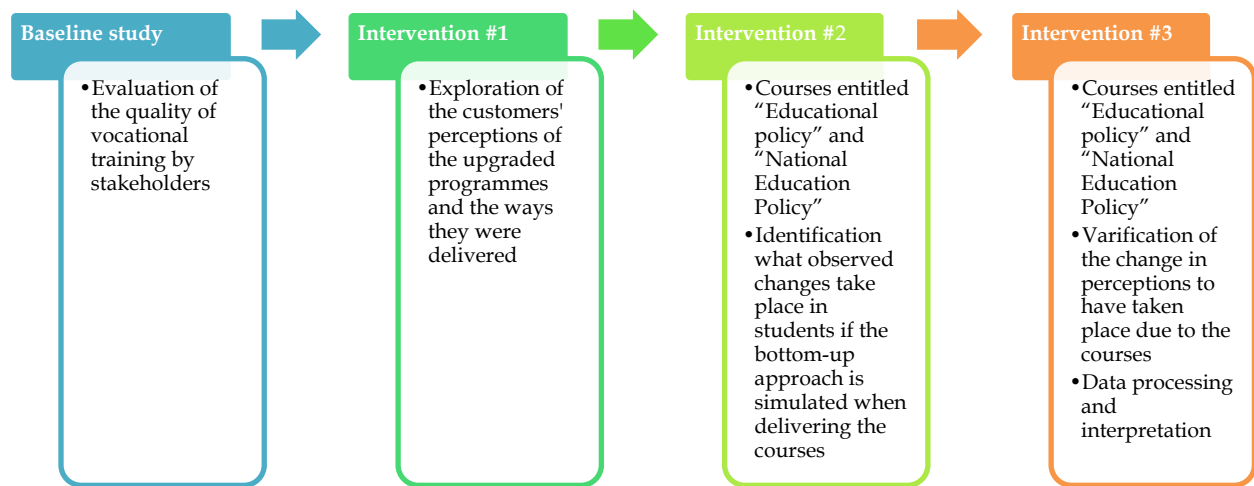 Baseline study
•Evaluation of
the quality of
vocational
training by
stakeholders
Intervention #1
•Exploration of
the customers'
perceptions of
the upgraded
programmes
and the ways
they were
delivered
Intervention #2
•Courses entitled
“Educational
policy” and
“National
Education
Policy”
•Identification
what observed
changes take
place in
students if the
bottom-up
approach is
simulated when
delivering the
courses
Intervention #3
•Courses entitled
“Educational
policy” and
“National
Education
Policy”
•Varification of
the change in
perceptions to
have taken
place due to the
courses
•Data processing
and
interpretation